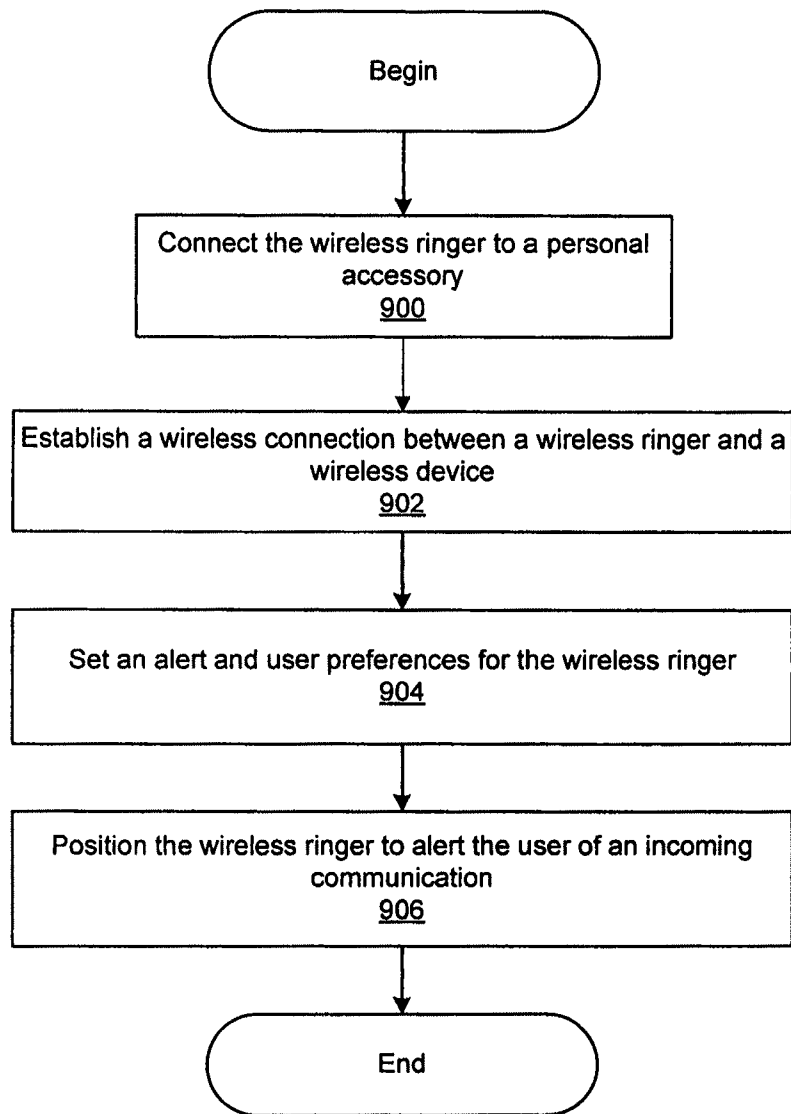 Begin
Connect the wireless ringer to a personal
accessory
900
Establish a wireless connection between a wireless ringer and a
wireless device
902
Set an alert and user preferences for the wireless ringer
904
Position the wireless ringer to alert the user of an incoming
communication
906
End